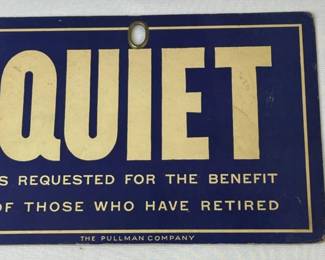 QUIET
S REQUESTED FOR THE BENEFIT
OF THOSE WHO HAVE RETIRED
THE PULLMAN COMPANY